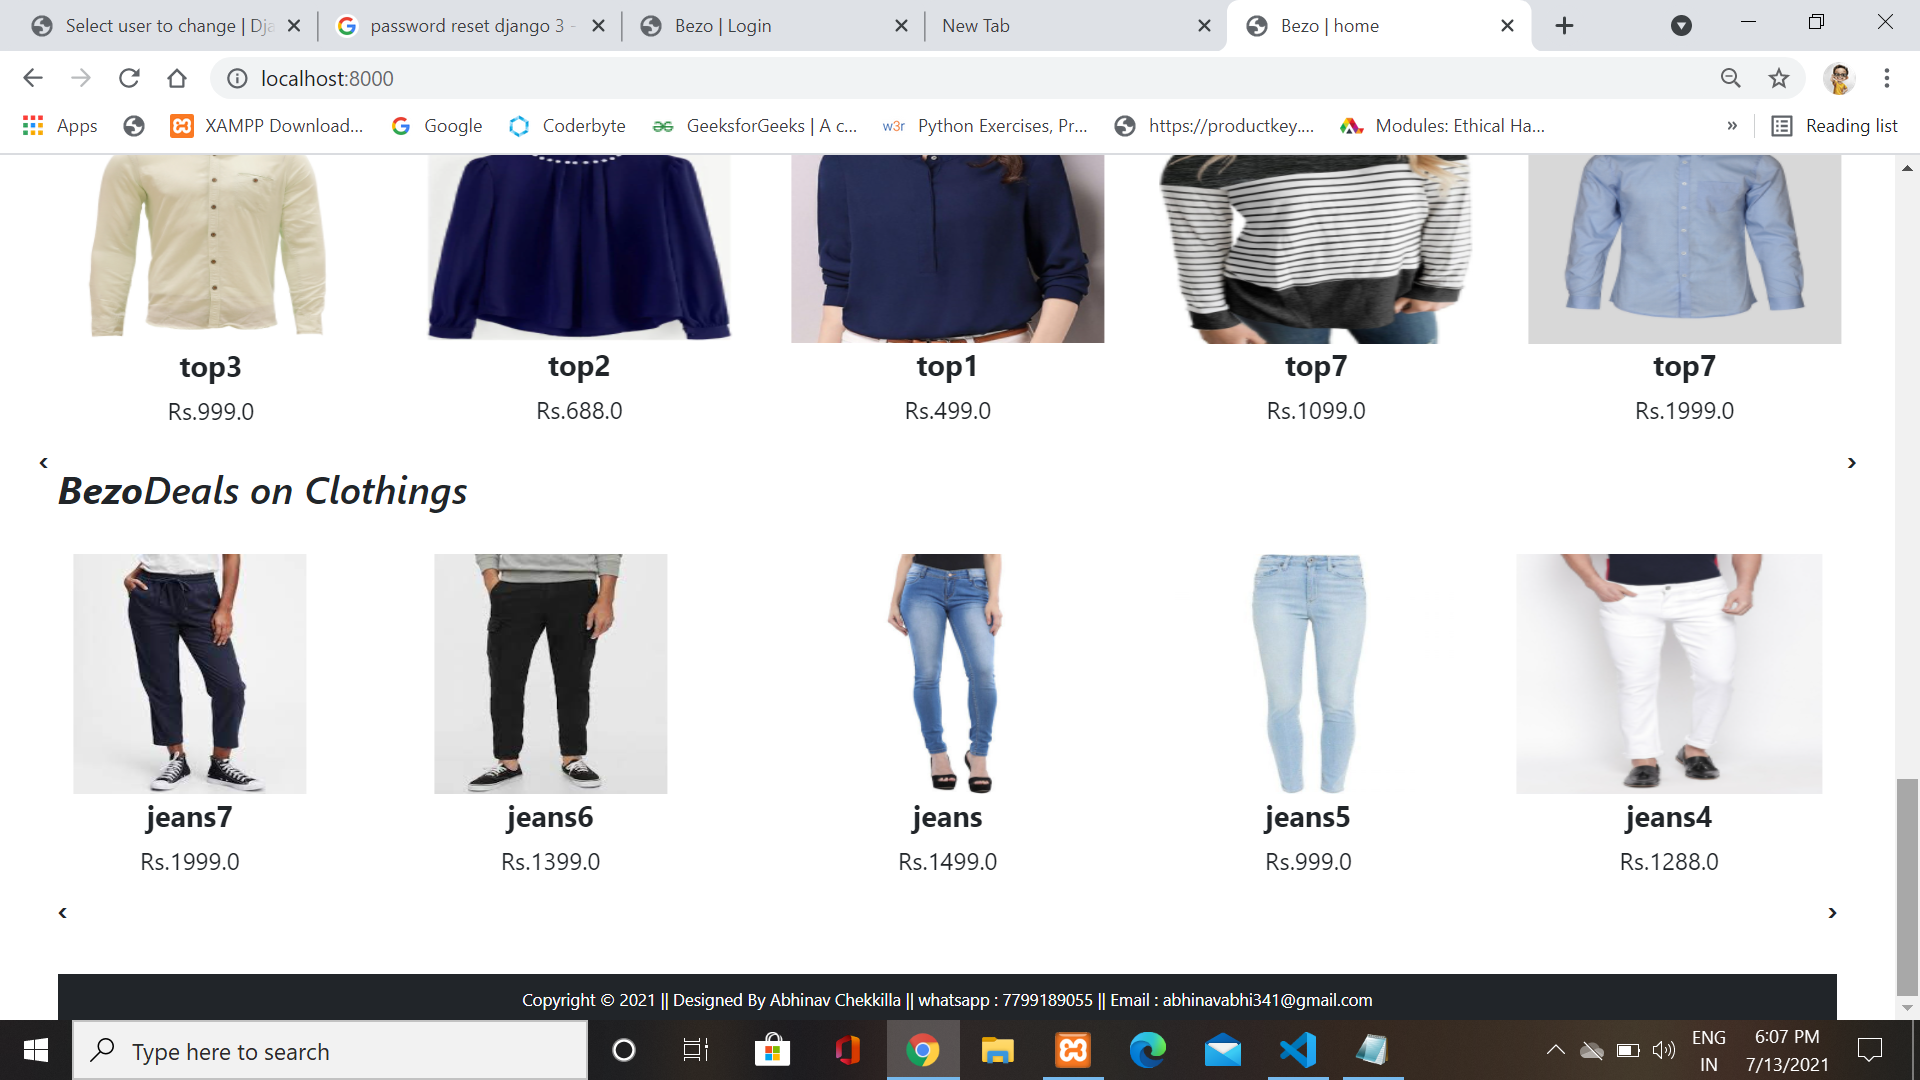 Select user to change | Dja
password reset django 3 -
Bezo | Login
New Tab
Bezo | home
localhost:8000
Apps
XAMPP Download...
Google
Coderbyte
GeeksforGeeks | A c...
w3r
Python Exercises, Pr...
https://productkey....
Modules: Ethical Ha...
»
Reading list
top3
top2
top1
top7
top7
Rs.999.0
Rs.688.0
Rs.499.0
Rs.1099.0
Rs.1999.0
‹
›
BezoDeals on Clothings
jeans7
jeans6
jeans
jeans5
jeans4
Rs.1999.0
Rs.1399.0
Rs.1499.0
Rs.999.0
Rs.1288.0
‹
›
Copyright © 2021 || Designed By Abhinav Chekkilla || whatsapp : 7799189055 || Email : abhinavabhi341@gmail.com
Type here to search
ENG
IN
6:07 PM
7/13/2021